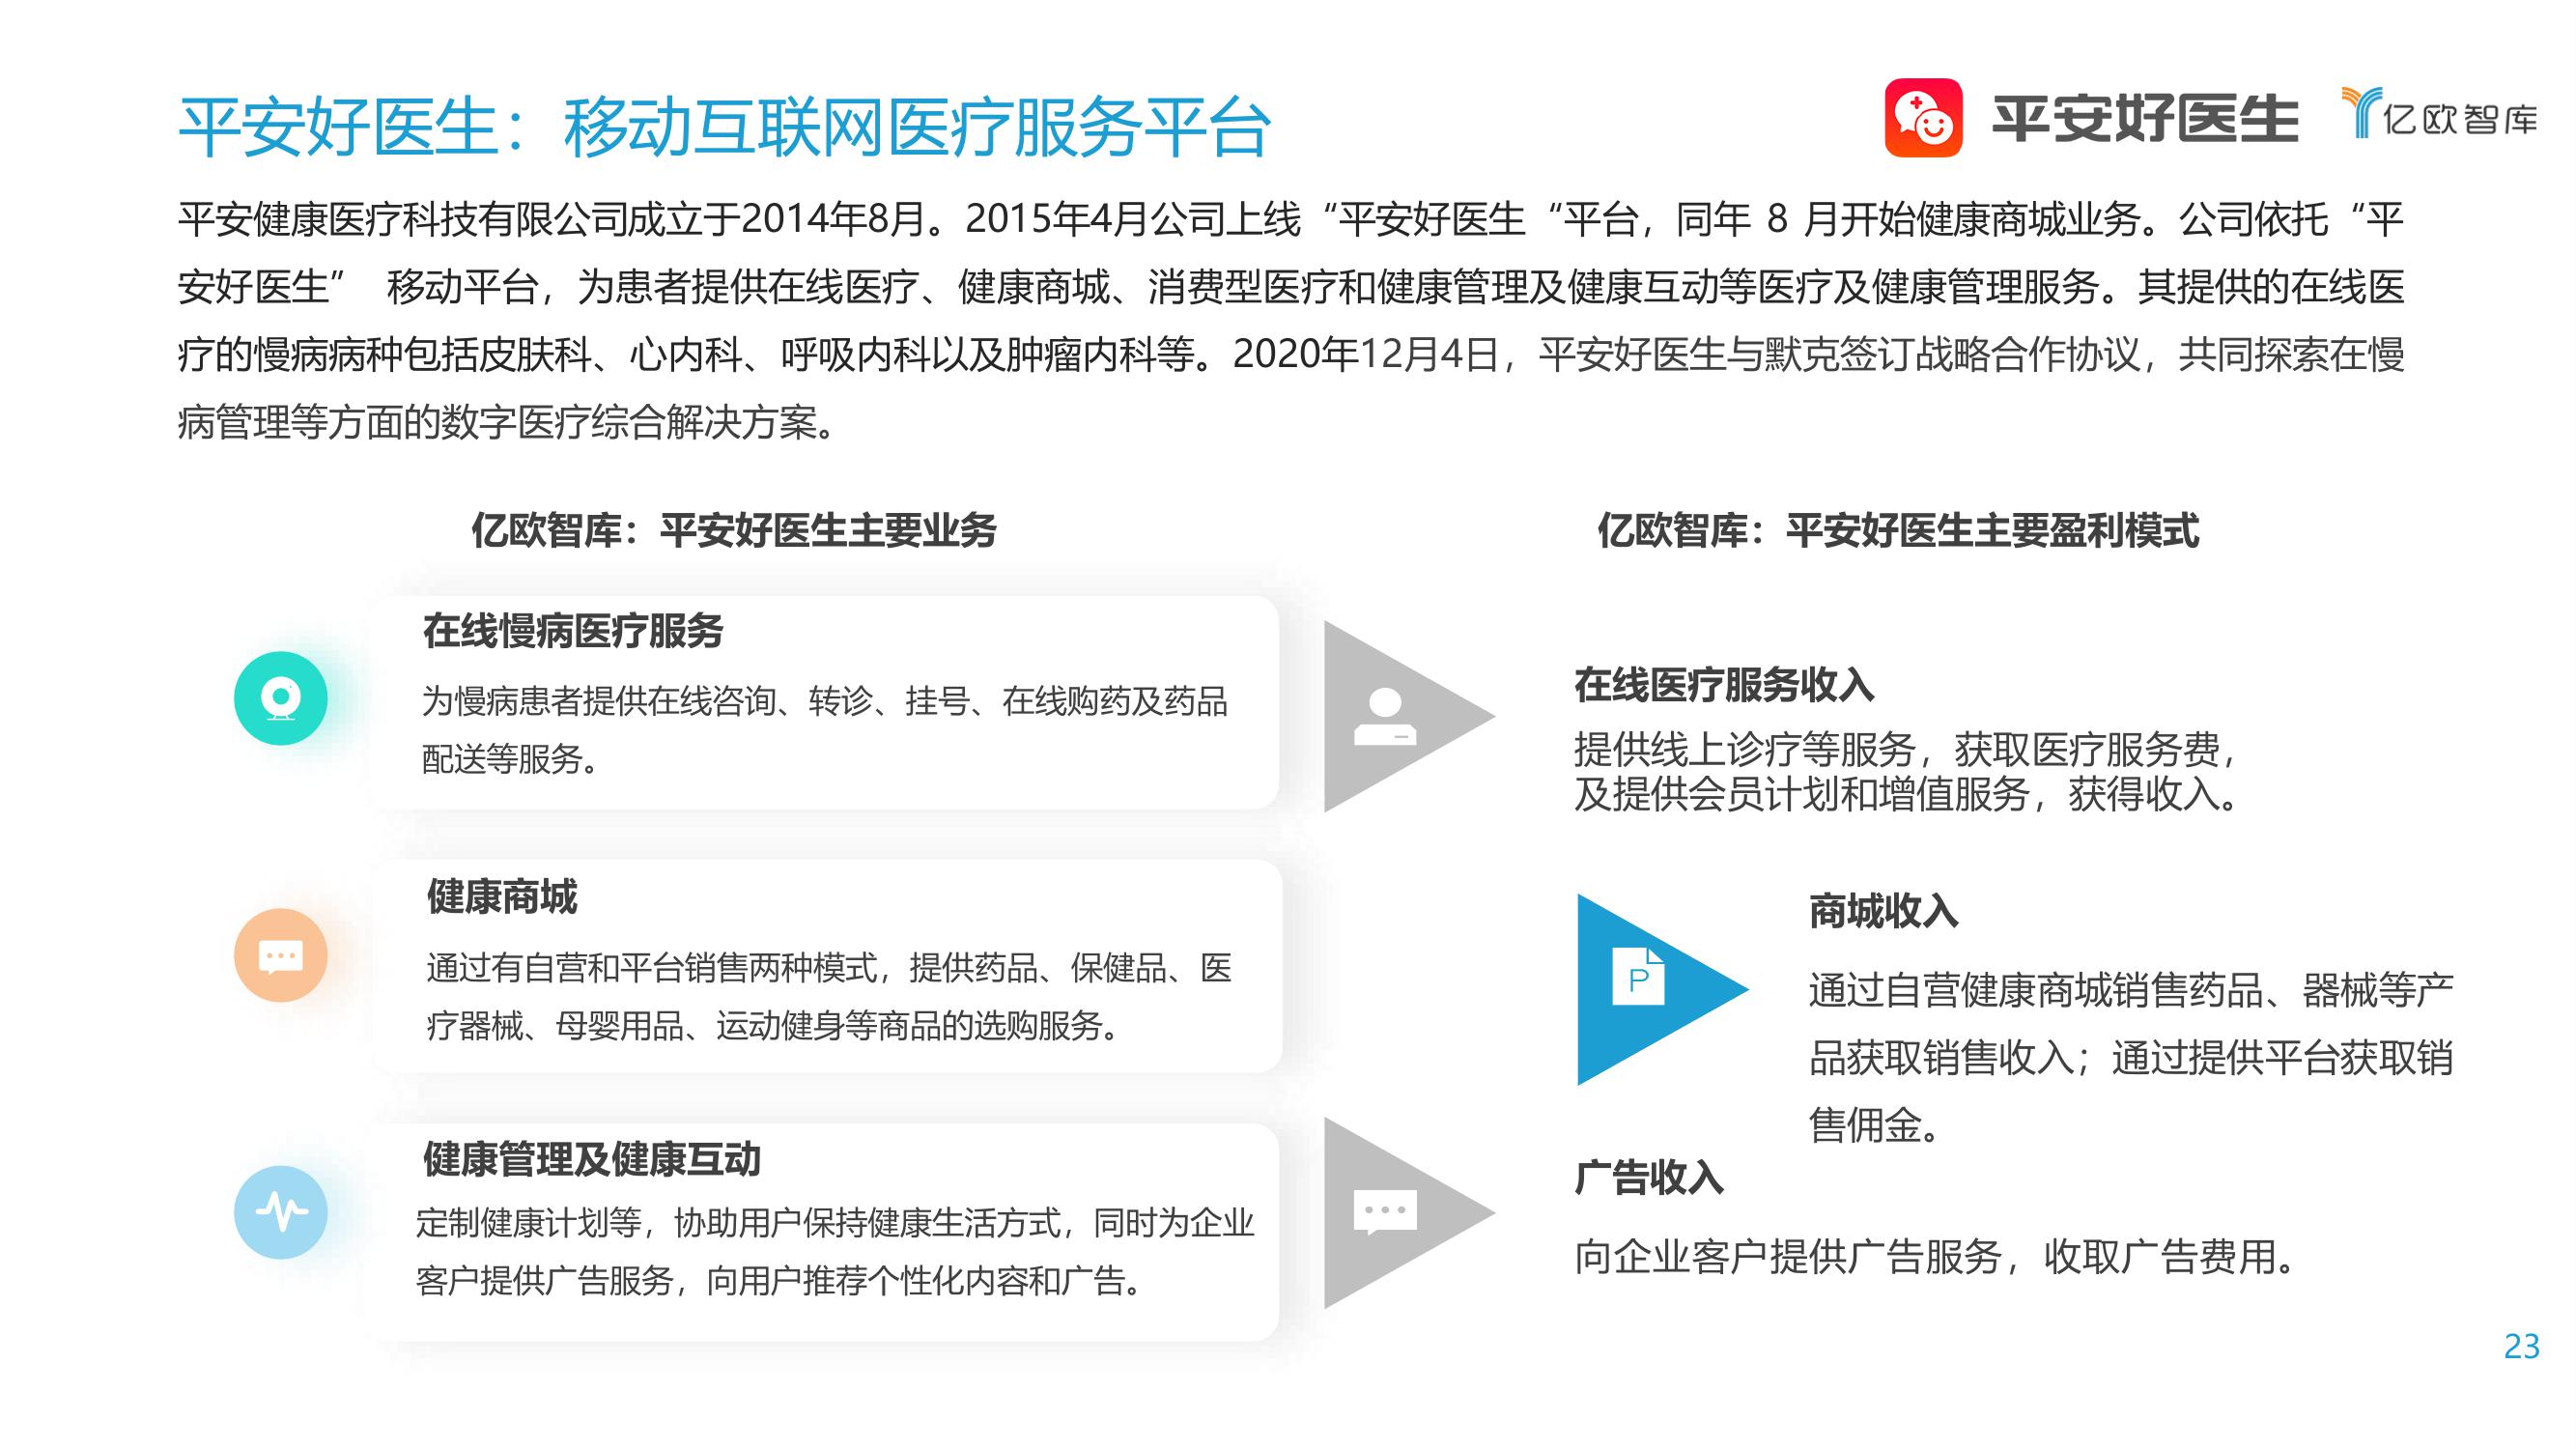 平安好医生：移动互联网医疗服务平台
平安好医生
亿欧智库
平安健康医疗科技有限公司成立于2014年8月。2015年4月公司上线“平安好医生“平台，同年 8 月开始健康商城业务。公司依托“平
安好医生” 移动平台，为患者提供在线医疗、健康商城、消费型医疗和健康管理及健康互动等医疗及健康管理服务。其提供的在线医
疗的慢病病种包括皮肤科、心内科、呼吸内科以及肿瘤内科等。2020年12月4日，平安好医生与默克签订战略合作协议，共同探索在慢
病管理等方面的数字医疗综合解决方案。
亿欧智库：平安好医生主要业务
在线慢病医疗服务
为慢病患者提供在线咨询、转诊、挂号、在线购药及药品
配送等服务。
健康商城
通过有自营和平台销售两种模式，提供药品、保健品、医
疗器械、母婴用品、运动健身等商品的选购服务。
健康管理及健康互动
定制健康计划等，协助用户保持健康生活方式，同时为企业
客户提供广告服务，向用户推荐个性化内容和广告。
亿欧智库：平安好医生主要盈利模式
在线医疗服务收入
提供线上诊疗等服务，获取医疗服务费，
及提供会员计划和增值服务，获得收入。
P
商城收入
通过自营健康商城销售药品、器械等产
品获取销售收入；通过提供平台获取销
售佣金。
广告收入
向企业客户提供广告服务，收取广告费用。
23